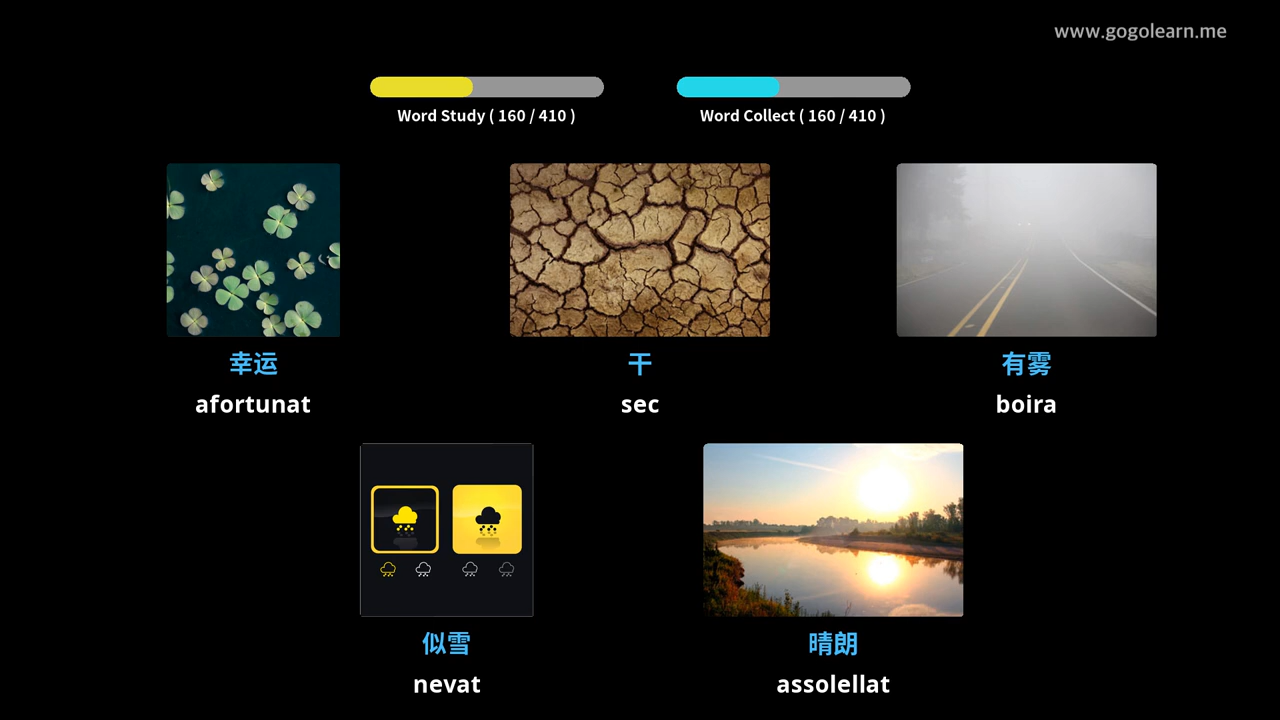 www.gogolearn.me
Word Study ( 160 / 410 )
Word Collect ( 160 / 410 )
幸运
afortunat
干
sec
有雾
boira
似雪
nevat
晴朗
assolellat